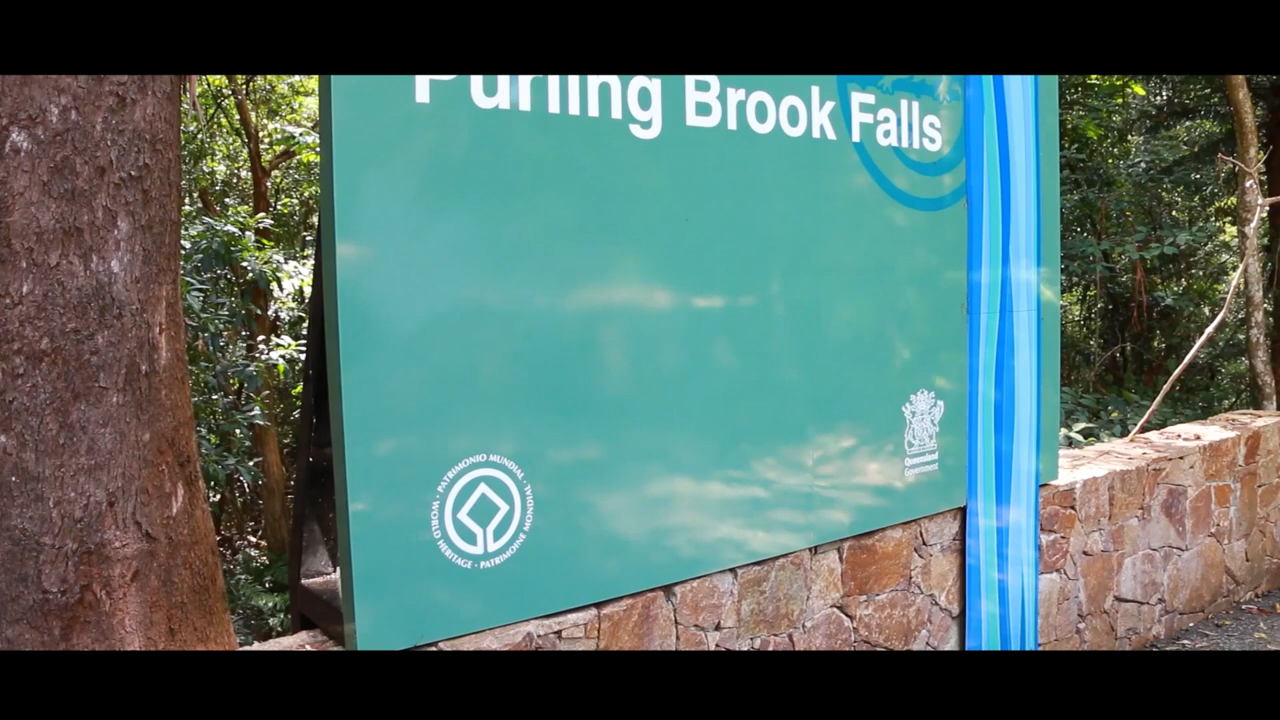 Purling Brook Falls
Queensland
Government
· PATRIMONIO MUNDIAL · WORLD HERITAGE · PATRIMOINE MONDIAL